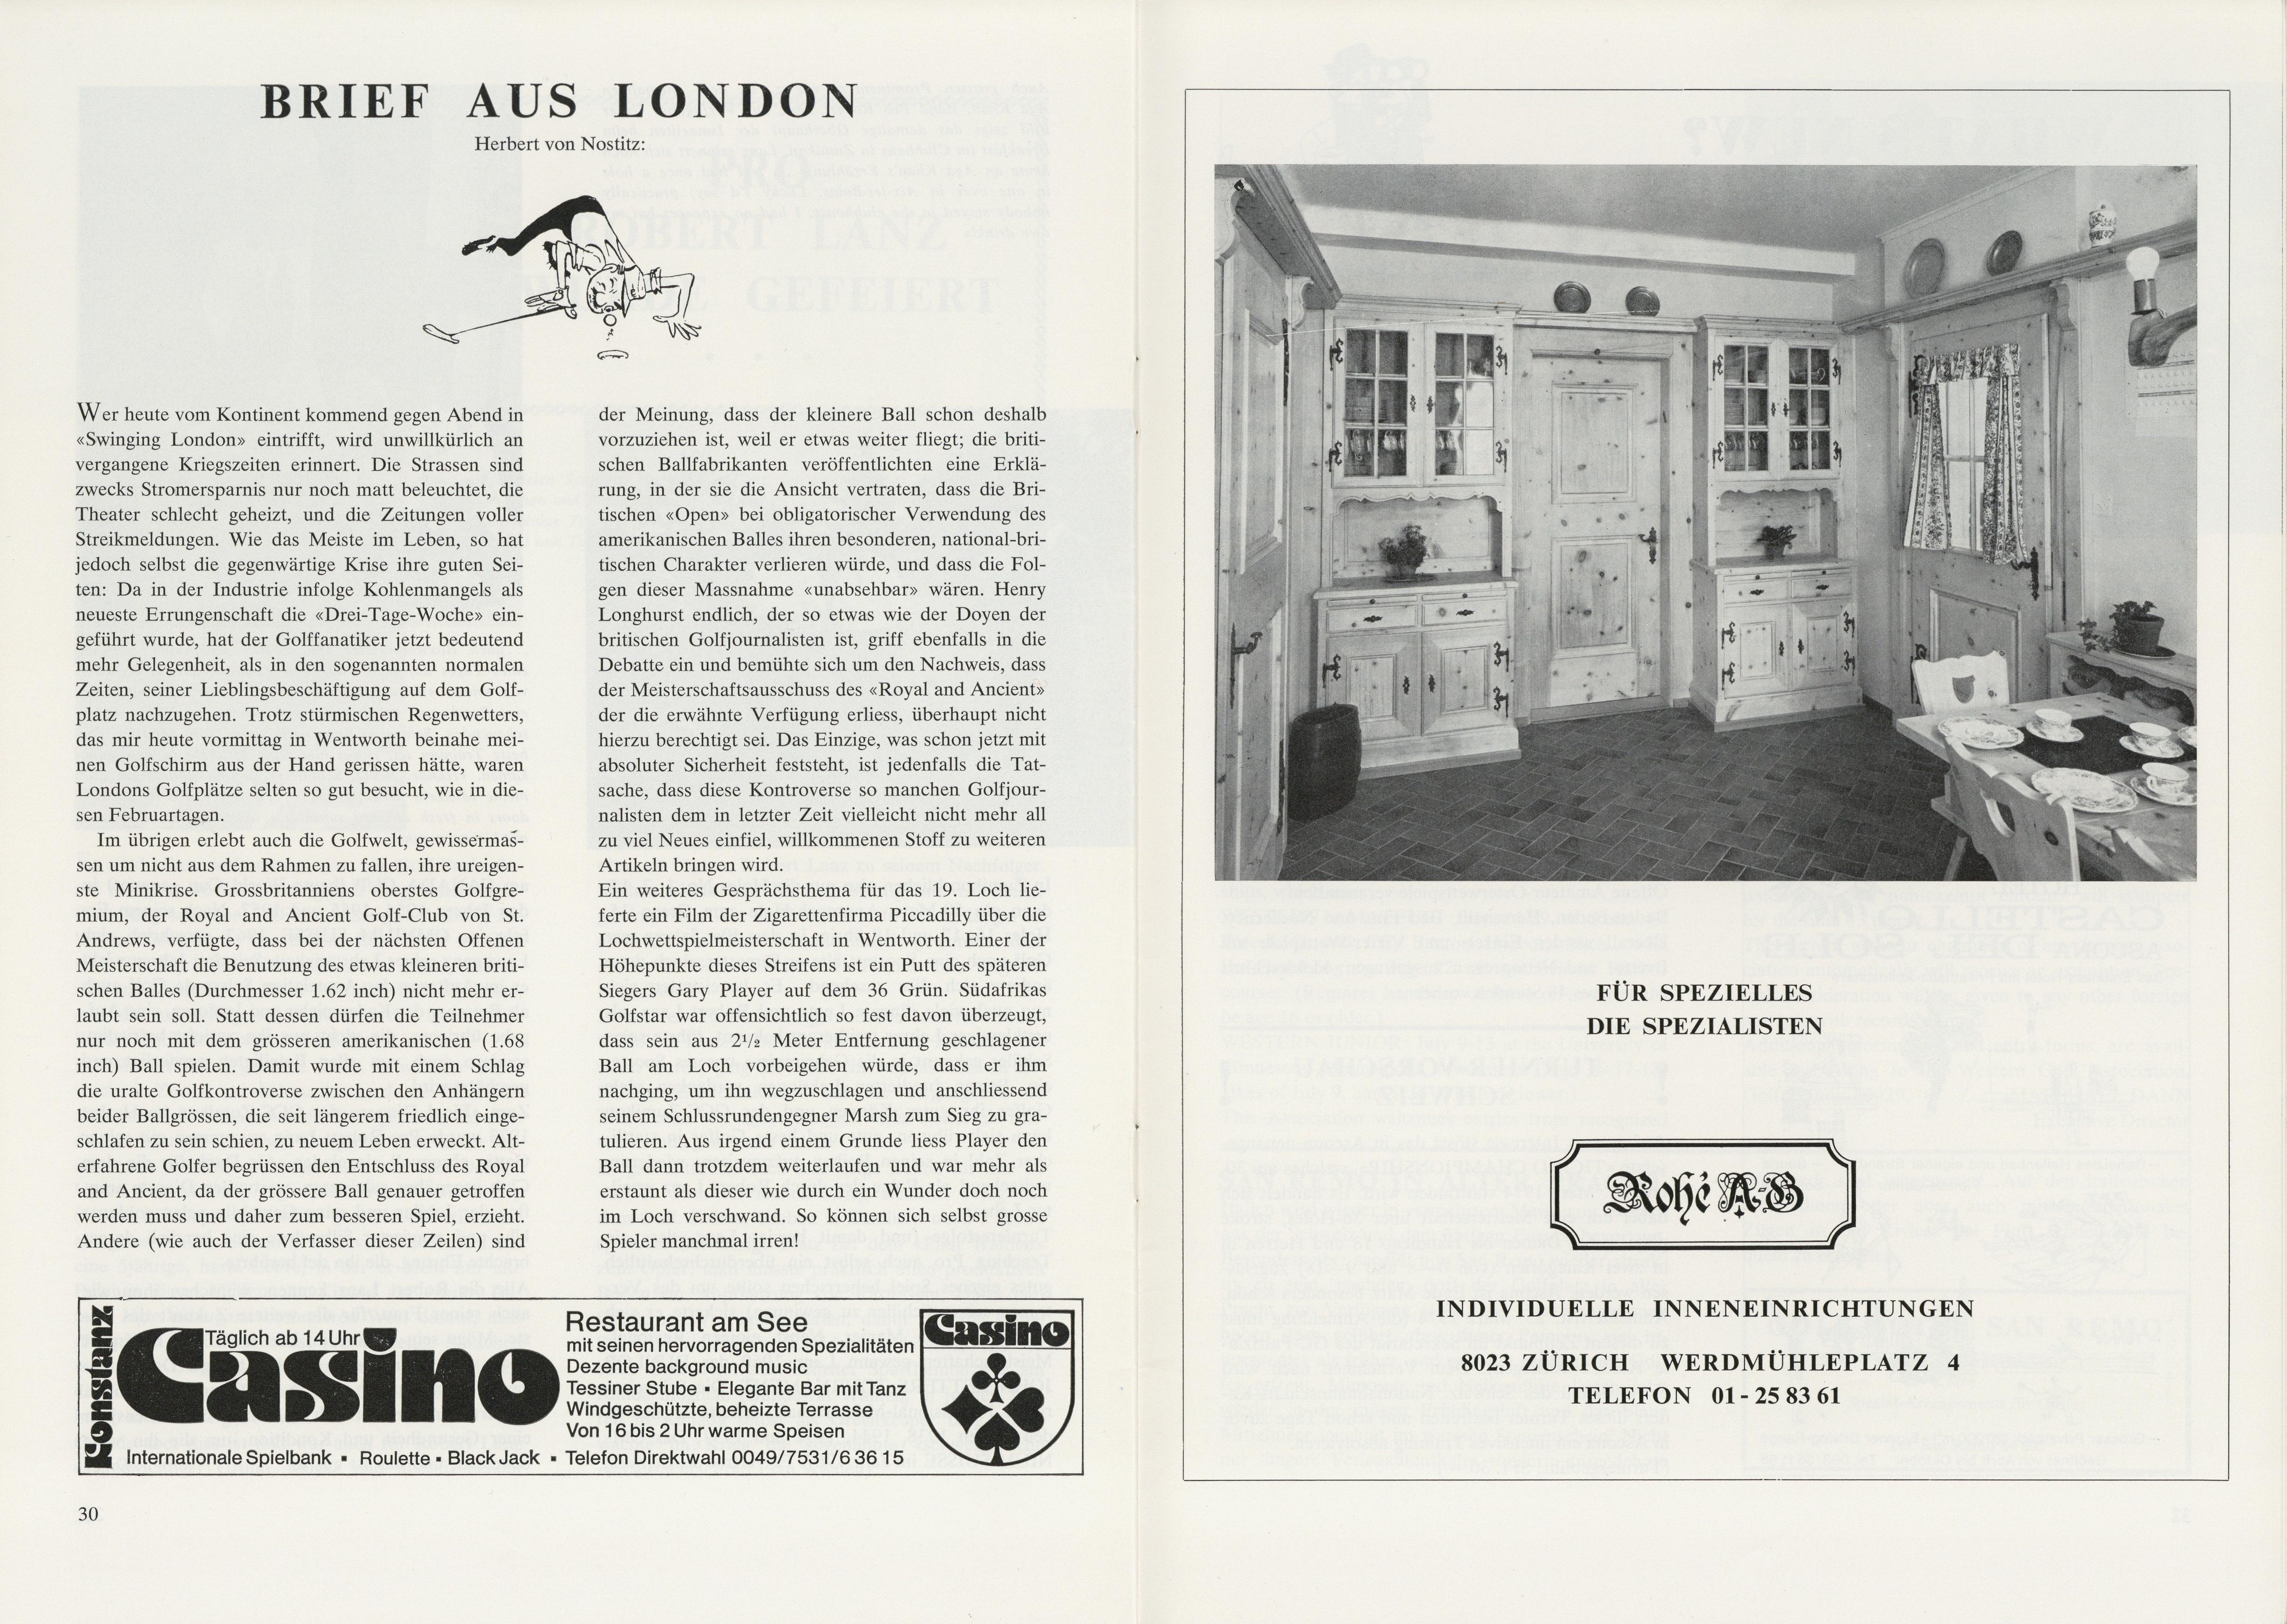 BRIEF AUS LONDON
Herbert von Nostitz:
Wer heute vom Kontinent kommend gegen Abend in
«Swinging London» eintrifft, wird unwillkürlich an
vergangene Kriegszeiten erinnert. Die Strassen sind
zwecks Stromersparnis nur noch matt beleuchtet, die
Theater schlecht geheizt, und die Zeitungen voller
Streikmeldungen. Wie das Meiste im Leben, so hat
jedoch selbst die gegenwärtige Krise ihre guten Sei-
ten: Da in der Industrie infolge Kohlenmangels als
neueste Errungenschaft die «Drei-Tage-Woche» ein-
geführt wurde, hat der Golffanatiker jetzt bedeutend
mehr Gelegenheit, als in den sogenannten normalen
Zeiten, seiner Lieblingsbeschäftigung auf dem Golf-
platz nachzugehen. Trotz stürmischen Regenwetters,
das mir heute vormittag in Wentworth beinahe mei-
nen Golfschirm aus der Hand gerissen hätte, waren
Londons Golfplätze selten so gut besucht, wie in die-
sen Februartagen.
Im übrigen erlebt auch die Golfwelt, gewissermas-
sen um nicht aus dem Rahmen zu fallen, ihre ureigen-
ste Minikrise. Grossbritanniens oberstes Golfgre-
mium, der Royal and Ancient Golf-Club von St.
Andrews, verfügte, dass bei der nächsten Offenen
Meisterschaft die Benutzung des etwas kleineren briti-
schen Balles (Durchmesser 1.62 inch) nicht mehr er-
laubt sein soll. Statt dessen dürfen die Teilnehmer
nur noch mit dem grösseren amerikanischen (1.68
inch) Ball spielen. Damit wurde mit einem Schlag
die uralte Golfkontroverse zwischen den Anhängern
beider Ballgrössen, die seit längerem friedlich einge-
schlafen zu sein schien, zu neuem Leben erweckt. Alt-
erfahrene Golfer begrüssen den Entschluss des Royal
and Ancient, da der grössere Ball genauer getroffen
werden muss und daher zum besseren Spiel, erzieht.
Andere (wie auch der Verfasser dieser Zeilen) sind
der Meinung, dass der kleinere Ball schon deshalb
vorzuziehen ist, weil er etwas weiter fliegt; die briti-
schen Ballfabrikanten veröffentlichten eine Erklä-
rung, in der sie die Ansicht vertraten, dass die Bri-
tischen «Open» bei obligatorischer Verwendung des
amerikanischen Balles ihren besonderen, national-bri-
tischen Charakter verlieren würde, und dass die Fol-
gen dieser Massnahme «unabsehbar» wären. Henry
Longhurst endlich, der so etwas wie der Doyen der
britischen Golfjournalisten ist, griff ebenfalls in die
Debatte ein und bemühte sich um den Nachweis, dass
der Meisterschaftsausschuss des «Royal and Ancient»
der die erwähnte Verfügung erliess, überhaupt nicht
hierzu berechtigt sei. Das Einzige, was schon jetzt mit
absoluter Sicherheit feststeht, ist jedenfalls die Tat-
sache, dass diese Kontroverse so manchen Golfjour-
nalisten dem in letzter Zeit vielleicht nicht mehr all
zu viel Neues einfiel, willkommenen Stoff zu weiteren
Artikeln bringen wird.
Ein weiteres Gesprächsthema für das 19. Loch lie-
ferte ein Film der Zigarettenfirma Piccadilly über die
Lochwettspielmeisterschaft in Wentworth. Einer der
Höhepunkte dieses Streifens ist ein Putt des späteren
Siegers Gary Player auf dem 36 Grün. Südafrikas
Golfstar war offensichtlich so fest davon überzeugt,
dass sein aus 2½ Meter Entfernung geschlagener
Ball am Loch vorbeigehen würde, dass er ihm
nachging, um ihn wegzuschlagen und anschliessend
seinem Schlussrundengegner Marsh zum Sieg zu gra-
tulieren. Aus irgend einem Grunde liess Player den
Ball dann trotzdem weiterlaufen und war mehr als
erstaunt als dieser wie durch ein Wunder doch noch
im Loch verschwand. So können sich selbst grosse
Spieler manchmal irren!
Konstanz
Casino
Täglich ab 14 Uhr
Restaurant am See
mit seinen hervorragenden Spezialitäten
Dezente background music
Tessiner Stube ▪ Elegante Bar mit Tanz
Windgeschützte, beheizte Terrasse
Von 16 bis 2 Uhr warme Speisen
Internationale Spielbank ▪ Roulette ▪ Black Jack ▪ Telefon Direktwahl 0049/7531/6 36 15
Casino
30
FÜR SPEZIELLES
DIE SPEZIALISTEN
Rohé A-G
INDIVIDUELLE INNENEINRICHTUNGEN
8023 ZÜRICH WERDMÜHLEPLATZ 4
TELEFON 01 - 25 83 61